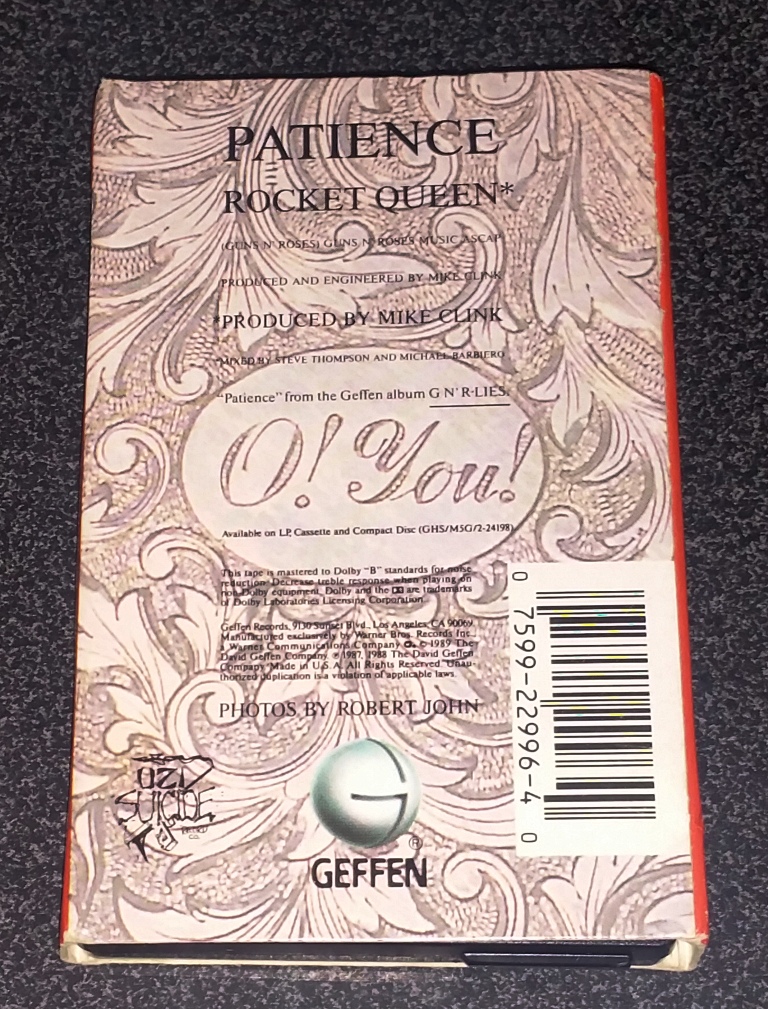 PATIENCE
ROCKET QUEEN*
(GUNS N' ROSES) GUNS N' ROSES MUSIC ASCAP
PRODUCED AND ENGINEERED BY MIKE CLINK
*PRODUCED BY MIKE CLINK
*MIXED BY STEVE THOMPSON AND MICHAEL BARBIERO
"Patience" from the Geffen album G N' R-LIES.
O! You!
Available on LP, Cassette and Compact Disc (GHS/M5G/2-24198)
This tape is mastered to Dolby "B" standards for noise
reduction. Decrease treble response when playing on
non-Dolby equipment. Dolby and the are trademarks
of Dolby Laboratories Licensing Corporation.
Geffen Records, 9130 Sunset Blvd., Los Angeles, CA 90069.
Manufactured exclusively by Warner Bros. Records Inc.,
a Warner Communications Company. © 1989 The
David Geffen Company. ℗ 1987, 1988 The David Geffen
Company. Made in U.S.A. All Rights Reserved. Unau-
thorized duplication is a violation of applicable laws.
PHOTOS BY ROBERT JOHN
UZI
SUICIDE
CO.
GEFFEN®
0 7599-22996-4 0